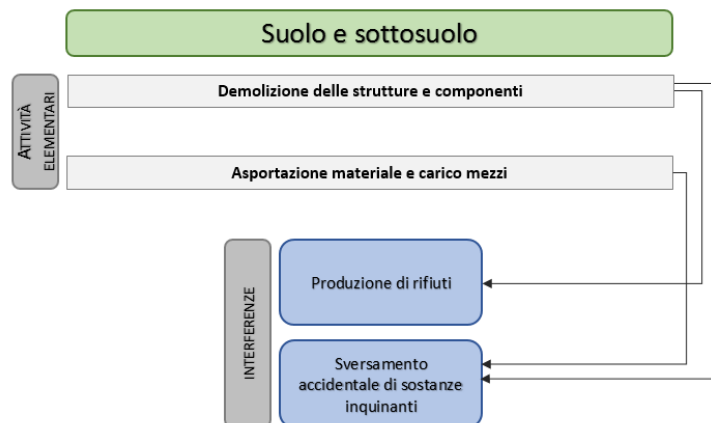 Suolo e sottosuolo
ATTIVITÀ
ELEMENTARI
Demolizione delle strutture e componenti
Asportazione materiale e carico mezzi
INTERFERENZE
Produzione di rifiuti
Sversamento
accidentale di sostanze
inquinanti